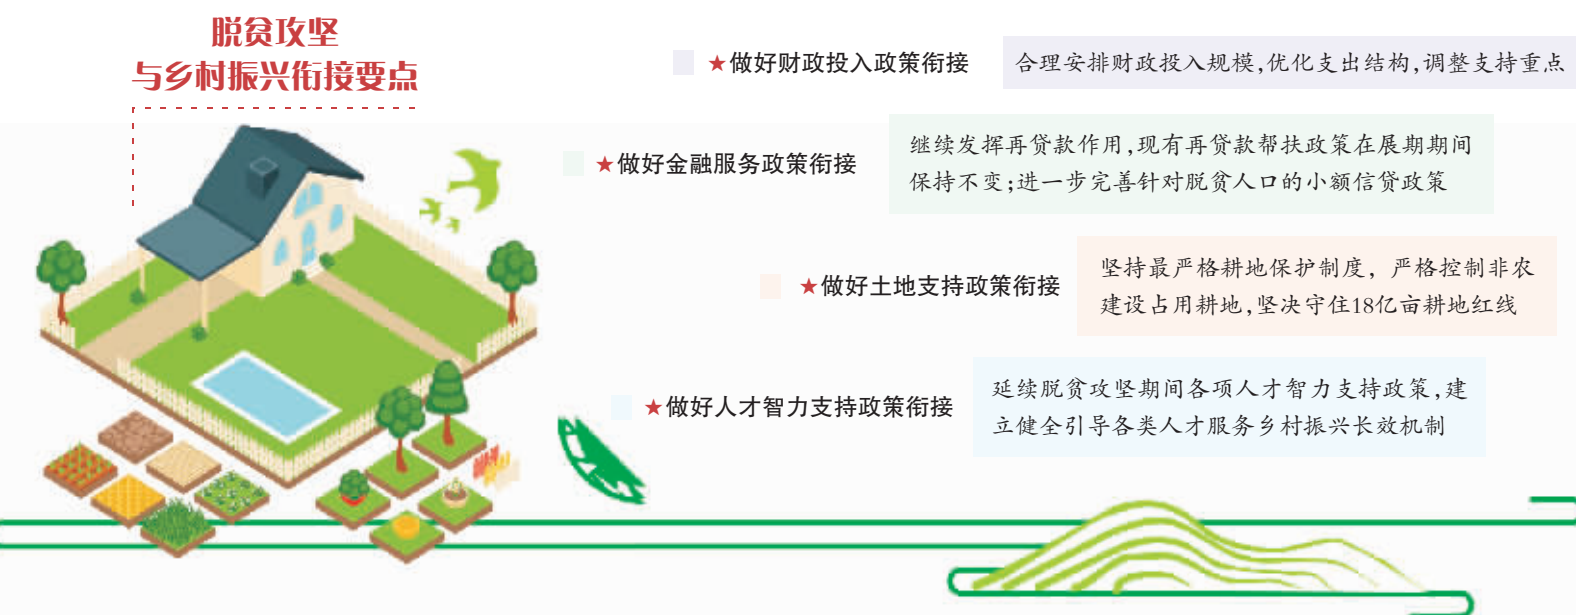 脱贫攻坚
与乡村振兴衔接要点
★做好财政投入政策衔接
合理安排财政投入规模,优化支出结构,调整支持重点
★做好金融服务政策衔接
继续发挥再贷款作用,现有再贷款帮扶政策在展期期间
保持不变;进一步完善针对脱贫人口的小额信贷政策
★做好土地支持政策衔接
坚持最严格耕地保护制度，严格控制非农
建设占用耕地,坚决守住18亿亩耕地红线
★做好人才智力支持政策衔接
延续脱贫攻坚期间各项人才智力支持政策,建
立健全引导各类人才服务乡村振兴长效机制